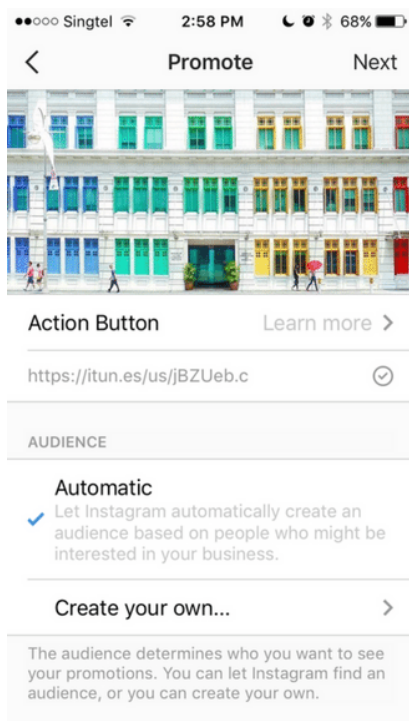 Singtel 2:58 PM 68%
Promote Next
Action Button Learn more
https://itun.es/us/jBZUeb.c
AUDIENCE
Automatic
Let Instagram automatically create an
audience based on people who might be
interested in your business.
Create your own...
The audience determines who you want to see
your promotions. You can let Instagram find an
audience, or you can create your own.